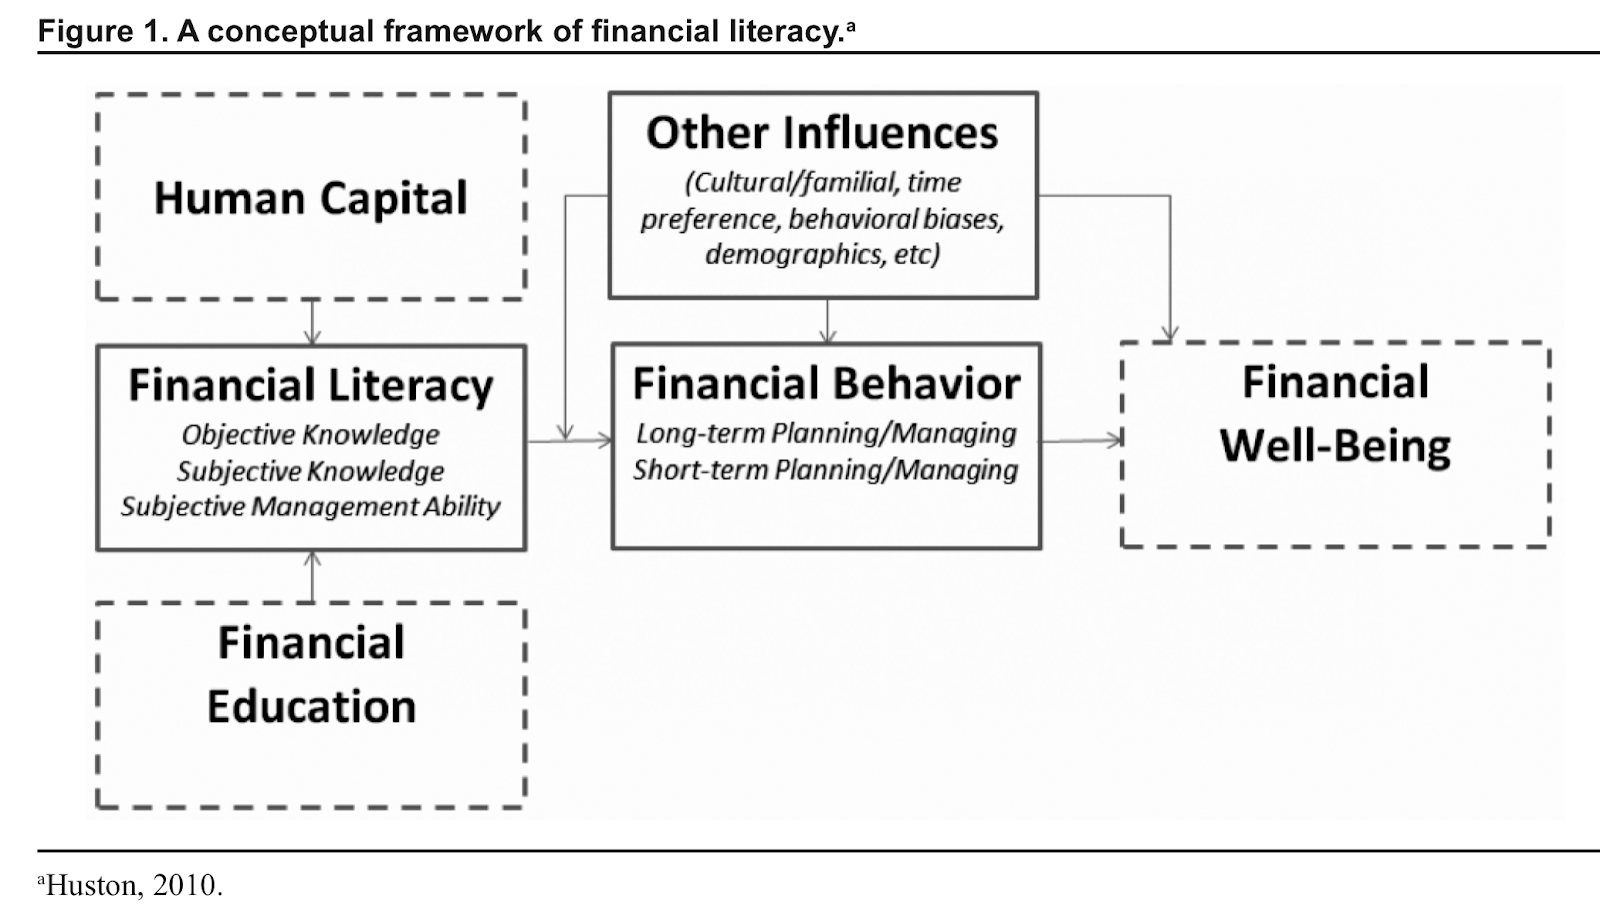 Figure 1. A conceptual framework of financial literacy.ᵃ
Human Capital
Other Influences
(Cultural/familial, time
preference, behavioral biases,
demographics, etc)
Financial Literacy
Objective Knowledge
Subjective Knowledge
Subjective Management Ability
Financial Behavior
Long-term Planning/Managing
Short-term Planning/Managing
Financial
Well-Being
Financial
Education
ᵃHuston, 2010.